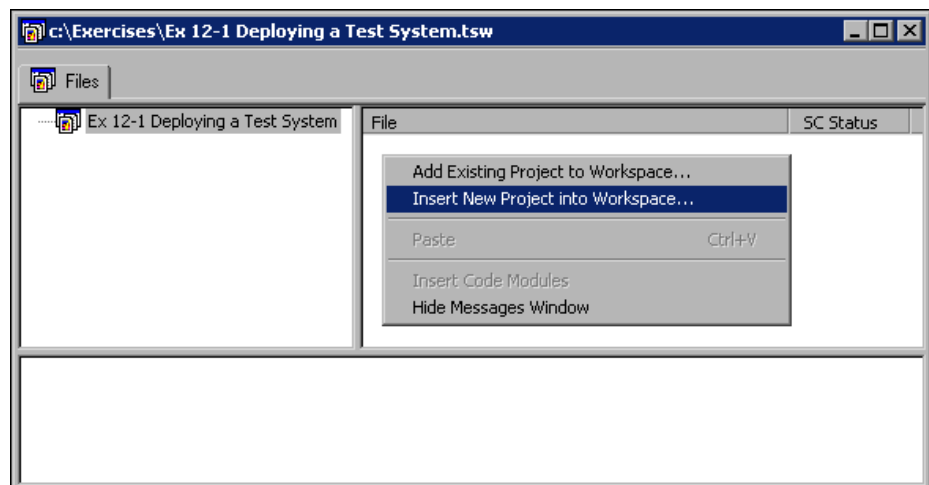 c:\Exercises\Ex 12-1 Deploying a Test System.tsw
Files
Ex 12-1 Deploying a Test System
File SC Status
Add Existing Project to Workspace...
Insert New Project into Workspace...
Paste Ctrl+V
Insert Code Modules
Hide Messages Window